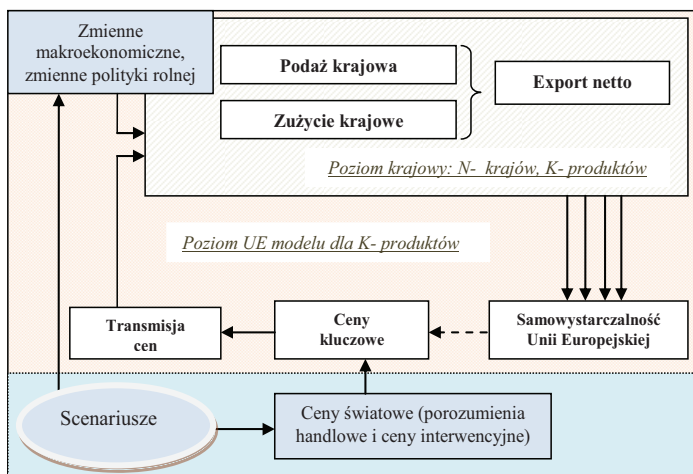 Zmienne
makroekonomiczne,
zmienne polityki rolnej
Podaż krajowa
Zużycie krajowe
Export netto
Poziom krajowy: N- krajów, K- produktów
Poziom UE modelu dla K- produktów
Transmisja
cen
Ceny
kluczowe
Samowystarczalność
Unii Europejskiej
Scenariusze
Ceny światowe (porozumienia
handlowe i ceny interwencyjne)